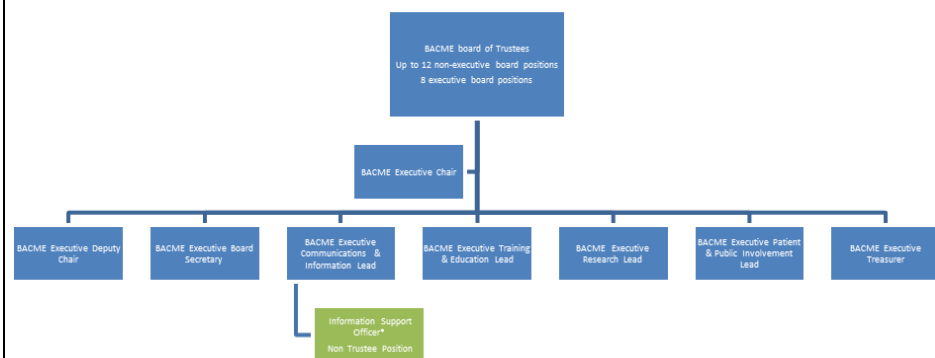 BACME board of Trustees
Up to 12 non-executive board positions
8 executive board positions
BACME Executive Chair
BACME Executive Deputy
Chair
BACME Executive Board
Secretary
BACME Executive
Communications &
Information Lead
BACME Executive Training
& Education Lead
BACME Executive
Research Lead
BACME Executive Patient
& Public Involvement
Lead
BACME Executive
Treasurer
Information Support
Officer*
Non Trustee Position